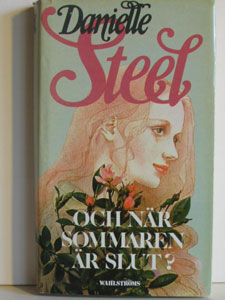 Danielle
Steel
OCH NÄR
SOMMAREN
ÄR SLUT?
WAHLSTRÖMS